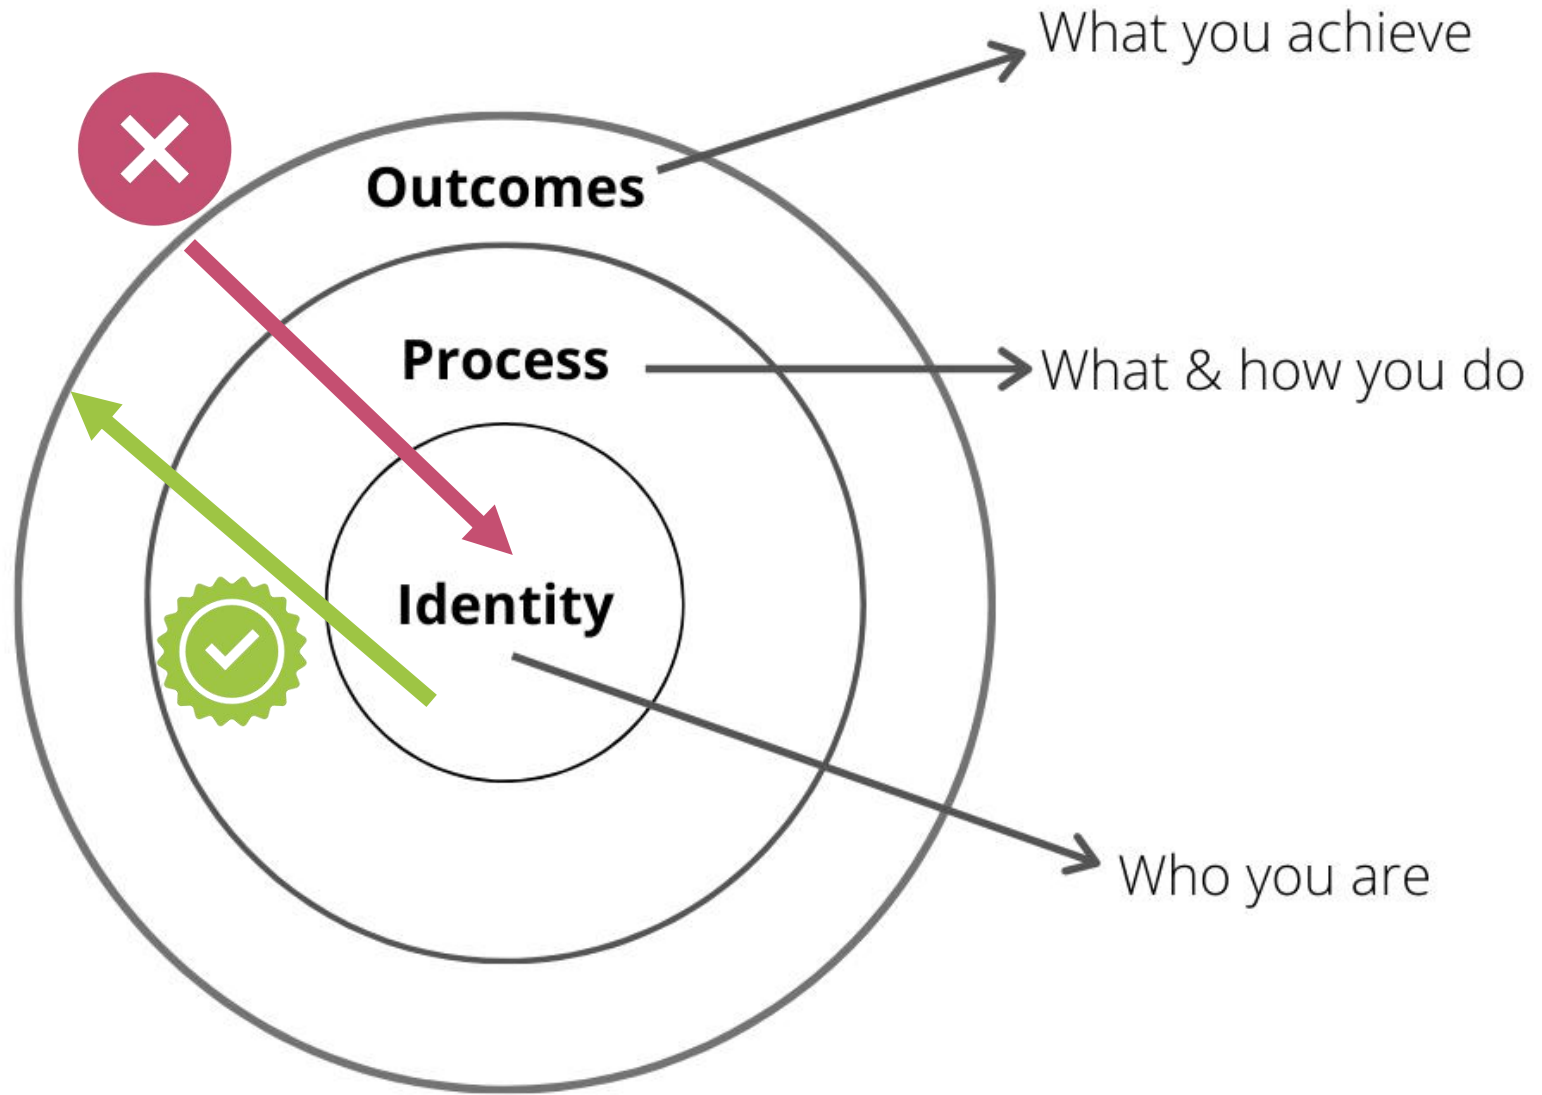 What you achieve
Outcomes
Process
What & how you do
Identity
Who you are